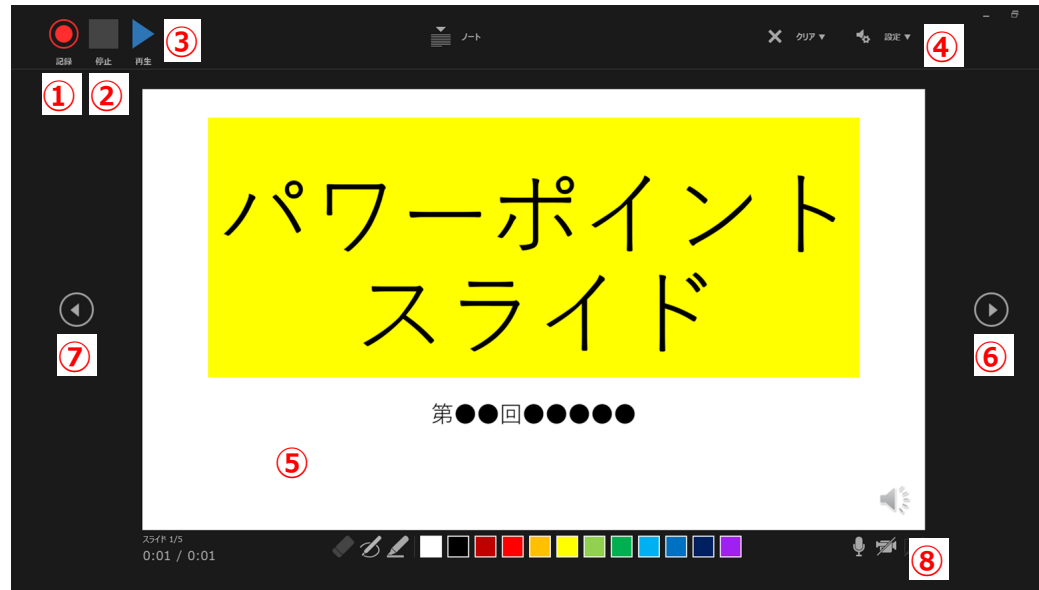 記録 停止 再生 ③
ノート
クリア ▼
設定 ▼
④
① ②
パワーポイント
スライド
⑦
⑥
第●●回●●●●●
⑤
スライド 1/5
0:01 / 0:01
⑧